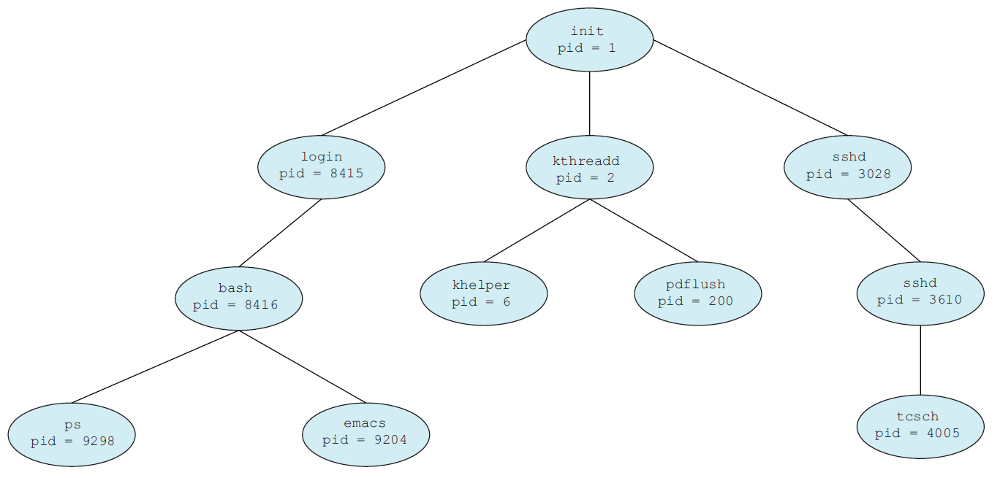 init
pid = 1
login
pid = 8415
kthreadd
pid = 2
sshd
pid = 3028
bash
pid = 8416
khelper
pid = 6
pdflush
pid = 200
sshd
pid = 3610
ps
pid = 9298
emacs
pid = 9204
tcsch
pid = 4005